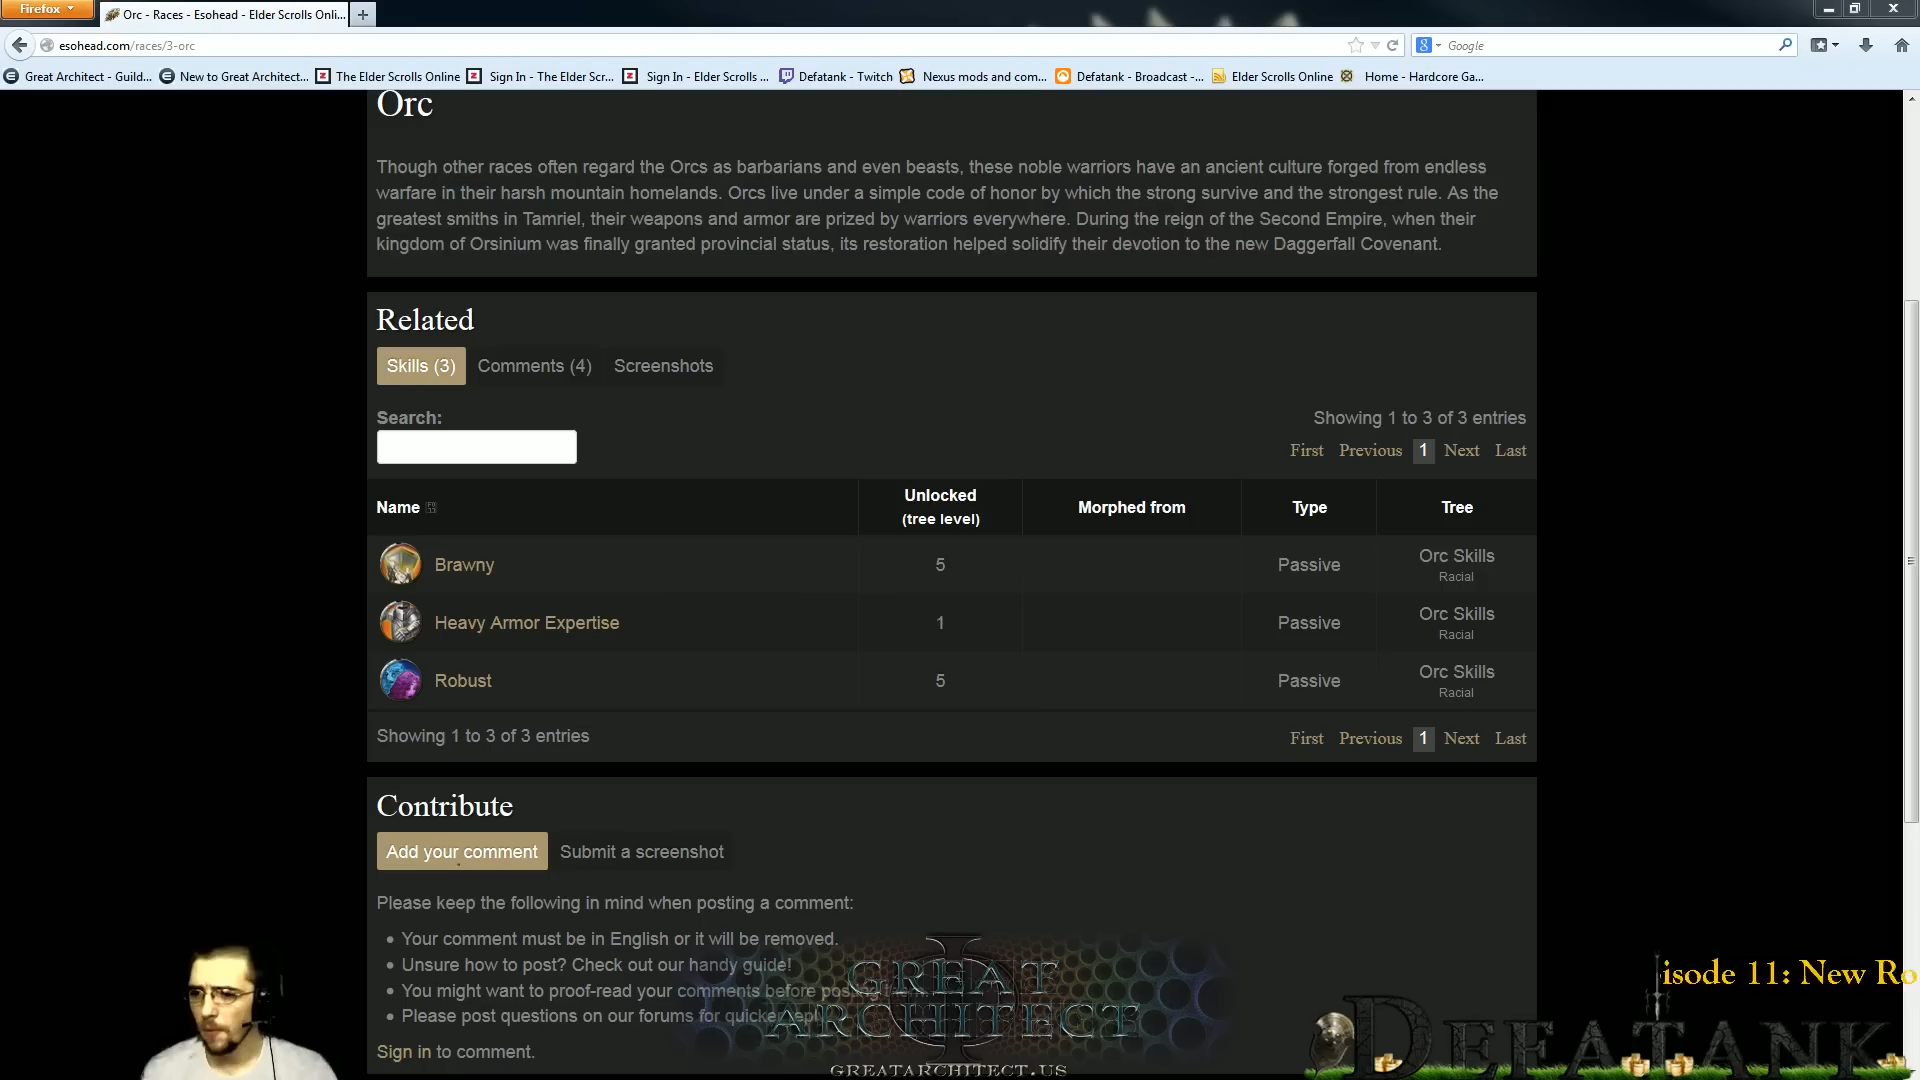 Firefox
Orc - Races - Esohead - Elder Scrolls Onli...
esohead.com/races/3-orc
Google
Great Architect - Guild...
New to Great Architect...
The Elder Scrolls Online
Sign In - The Elder Scr...
Sign In - Elder Scrolls ...
Defatank - Twitch
Nexus mods and com...
Defatank - Broadcast -...
Elder Scrolls Online
Home - Hardcore Ga...
Orc
Though other races often regard the Orcs as barbarians and even beasts, these noble warriors have an ancient culture forged from endless
warfare in their harsh mountain homelands. Orcs live under a simple code of honor by which the strong survive and the strongest rule. As the
greatest smiths in Tamriel, their weapons and armor are prized by warriors everywhere. During the reign of the Second Empire, when their
kingdom of Orsinium was finally granted provincial status, its restoration helped solidify their devotion to the new Daggerfall Covenant.
Related
Skills (3) Comments (4) Screenshots
Search:
Showing 1 to 3 of 3 entries
First Previous 1 Next Last
Name Unlocked (tree level) Morphed from Type Tree
Brawny 5 Passive Orc Skills
Racial
Heavy Armor Expertise 1 Passive Orc Skills
Racial
Robust 5 Passive Orc Skills
Racial
Showing 1 to 3 of 3 entries
First Previous 1 Next Last
Contribute
Add your comment Submit a screenshot
Please keep the following in mind when posting a comment:
• Your comment must be in English or it will be removed.
• Unsure how to post? Check out our handy guide!
• You might want to proof-read your comments before
• Please post questions on our forums for quicker
Sign in to comment.
GREAT
ARCHITECT
GREATARCHITECT.US
isode 11: New Ro
DEFATANK